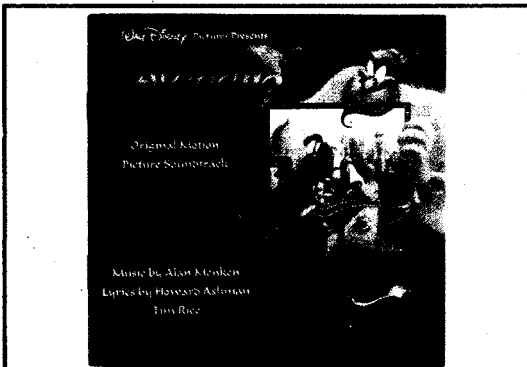 Walt Disney Pictures Presents
Original Motion
Picture Soundtrack
Music by Alan Menken
Lyrics by Howard Ashman
Tim Rice